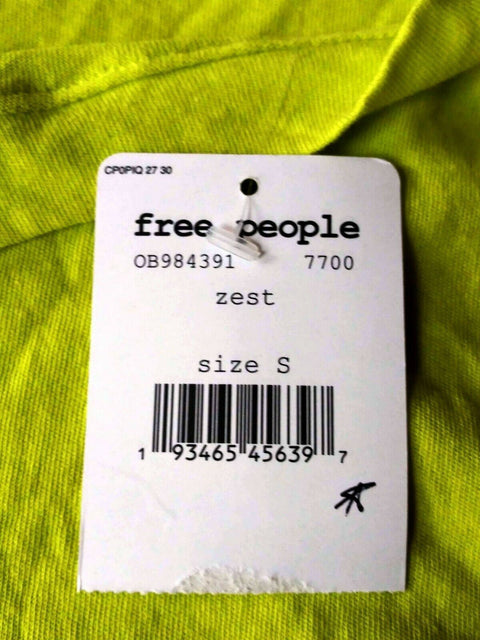 CP0PIQ 27 30
free people
OB984391 7700
zest
size S
1 93465 45639 7